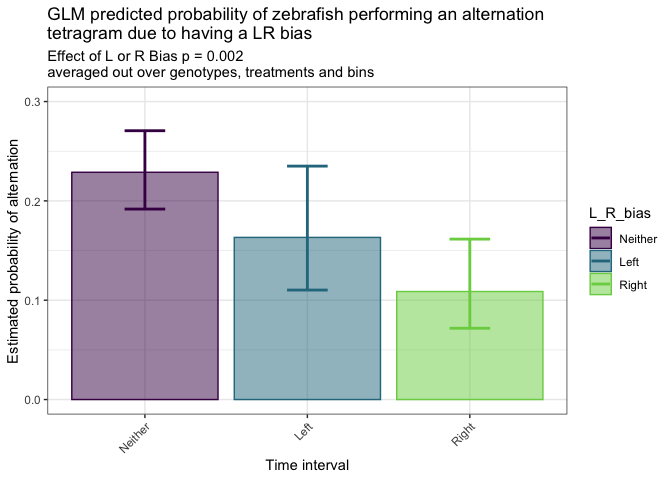 GLM predicted probability of zebrafish performing an alternation
tetragram due to having a LR bias
Effect of L or R Bias p = 0.002
averaged out over genotypes, treatments and bins
Estimated probability of alternation
0.3
0.2
0.1
0.0
Neither
Left
Right
Time interval
L_R_bias
Neither
Left
Right